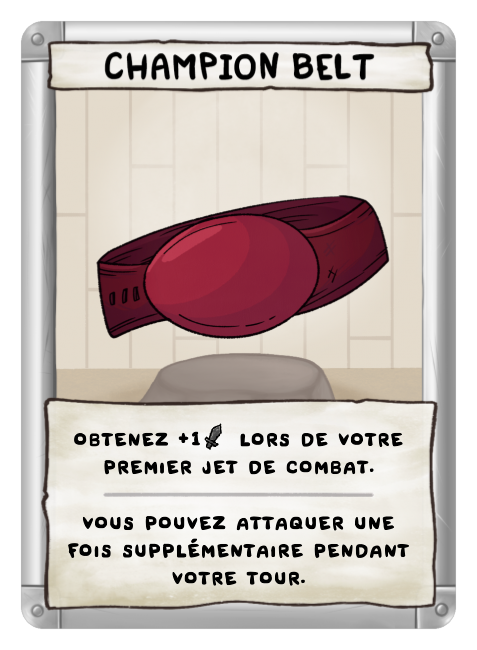 CHAMPION BELT
OBTENEZ +1 LORS DE VOTRE
PREMIER JET DE COMBAT.
VOUS POUVEZ ATTAQUER UNE
FOIS SUPPLÉMENTAIRE PENDANT
VOTRE TOUR.